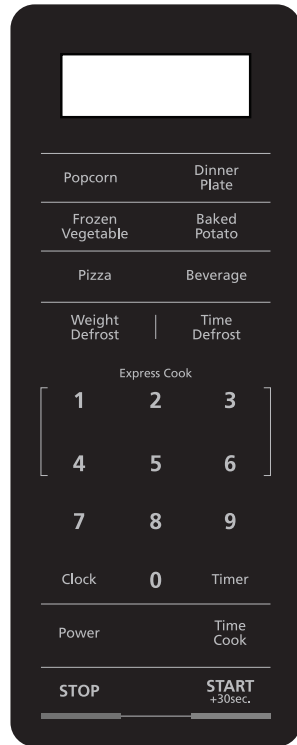 Popcorn
Dinner
Plate
Frozen
Vegetable
Baked
Potato
Pizza
Beverage
Weight
Defrost
Time
Defrost
Express Cook
1 2 3
4 5 6
7 8 9
Clock 0 Timer
Power
Time
Cook
STOP
START
+30sec.